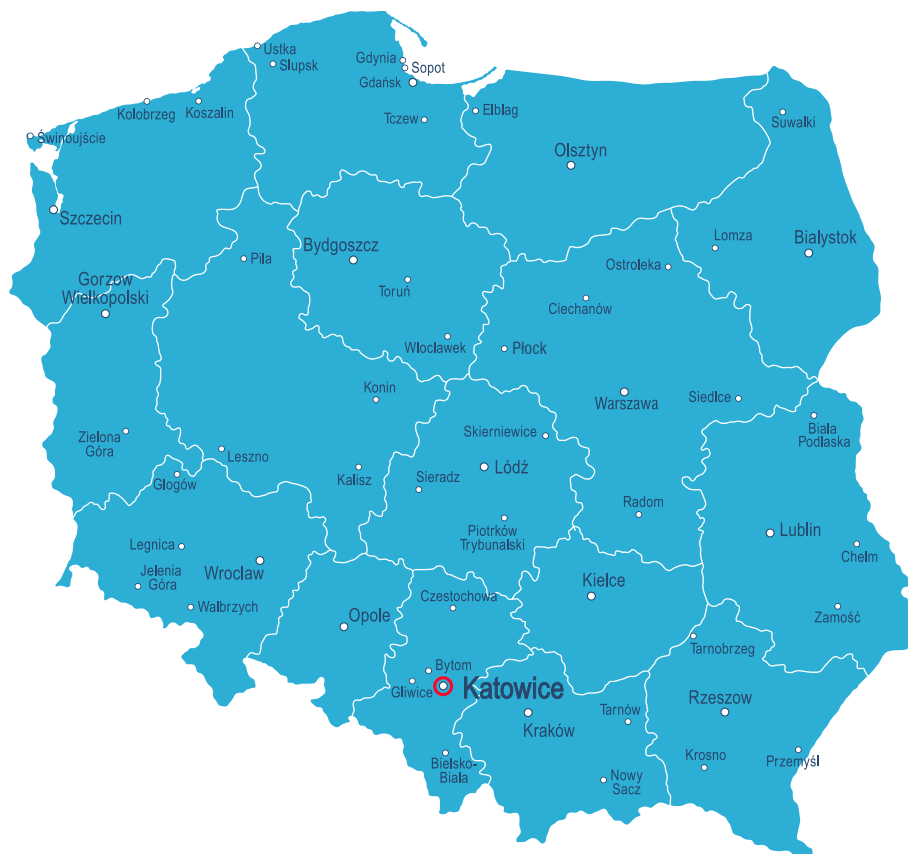 Ustka
Slupsk
Gdynia
Sopot
Gdańsk
Kolobrzeg
Koszalin
Tczew
Elblag
Suwalki
Świnoujście
Olsztyn
Szczecin
Bydgoszcz
Pila
Lomza
Bialystok
Ostroleka
Gorzow
Wielkopolski
Toruń
Ciechanów
Wloclawek
Płock
Konin
Warszawa
Siedlce
Biala
Podlaska
Zielona
Góra
Leszno
Skierniewice
Glogów
Kalisz
Sieradz
Lódź
Radom
Piotrków
Trybunalski
Lublin
Chelm
Legnica
Jelenia
Góra
Wroclaw
Walbrzych
Opole
Czestochowa
Kielce
Zamość
Tarnobrzeg
Bytom
Gliwice
Katowice
Kraków
Tarnów
Rzeszow
Bielsko-
Biala
Nowy
Sacz
Krosno
Przemyśl